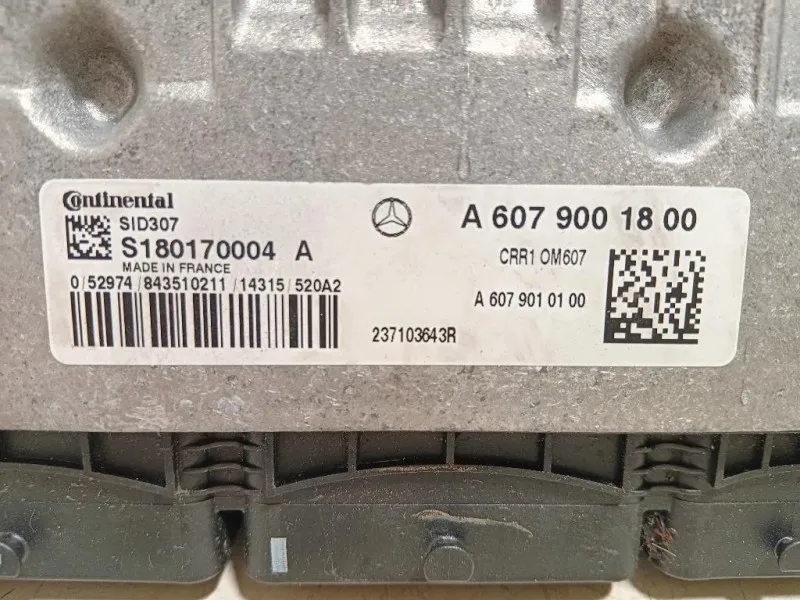 Continental
SID307
S180170004 A
MADE IN FRANCE
0/52974/843510211/14315/520A2
A 607 900 18 00
CRR1 OM607
A 607 901 01 00
237103643R